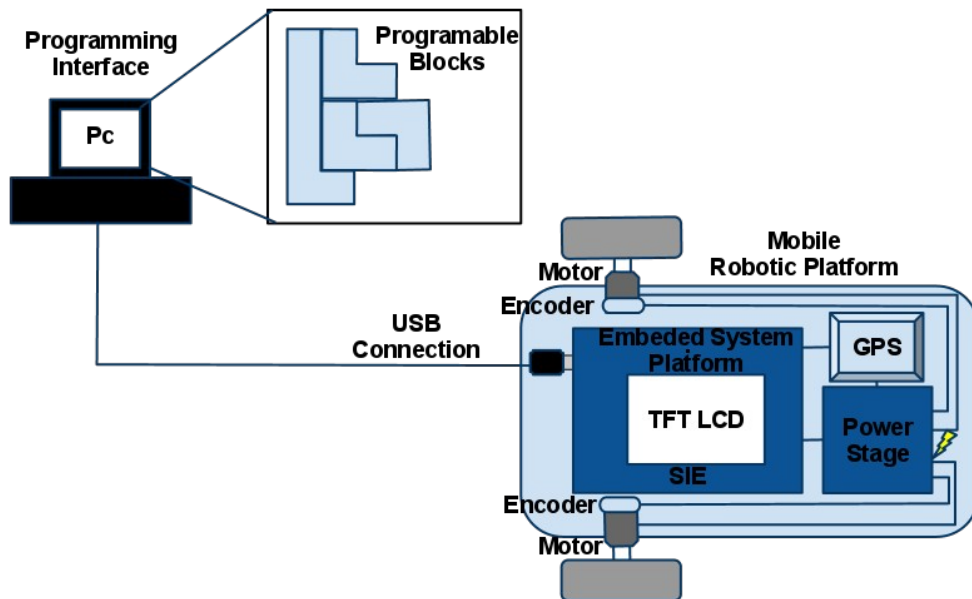 Programming
Interface
Programable
Blocks
Pc
Mobile
Robotic Platform
Motor
Encoder
USB
Connection
Embeded System
Platform
GPS
TFT LCD
Power
Stage
SIE
Encoder
Motor